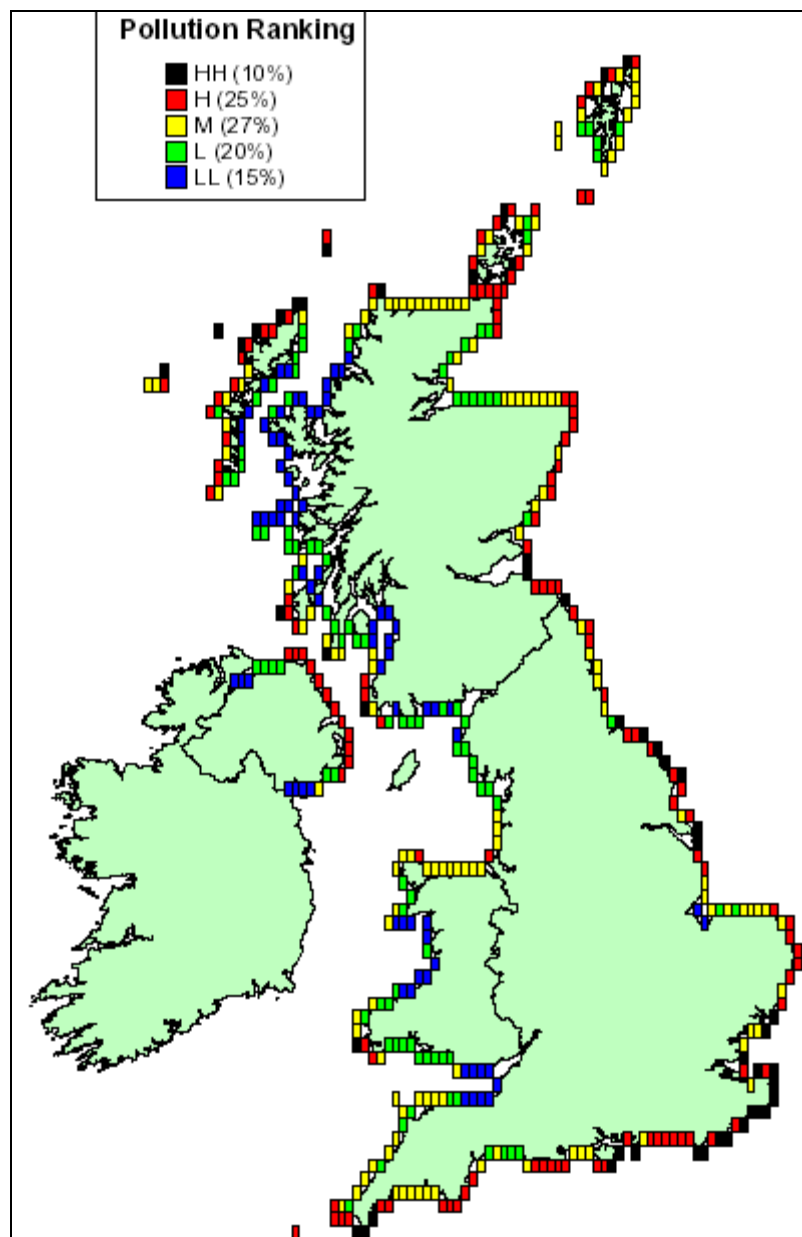 Pollution Ranking
HH (10%)
H (25%)
M (27%)
L (20%)
LL (15%)